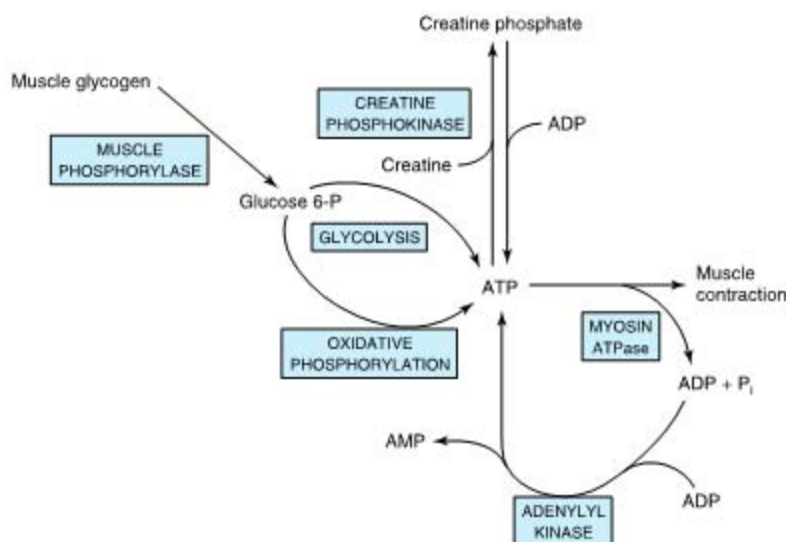 Creatine phosphate
Muscle glycogen
CREATINE
PHOSPHOKINASE
ADP
MUSCLE
PHOSPHORYLASE
Creatine
Glucose 6-P
GLYCOLYSIS
ATP
Muscle
contraction
MYOSIN
ATPase
OXIDATIVE
PHOSPHORYLATION
ADP + Pi
AMP
ADP
ADENYLYL
KINASE